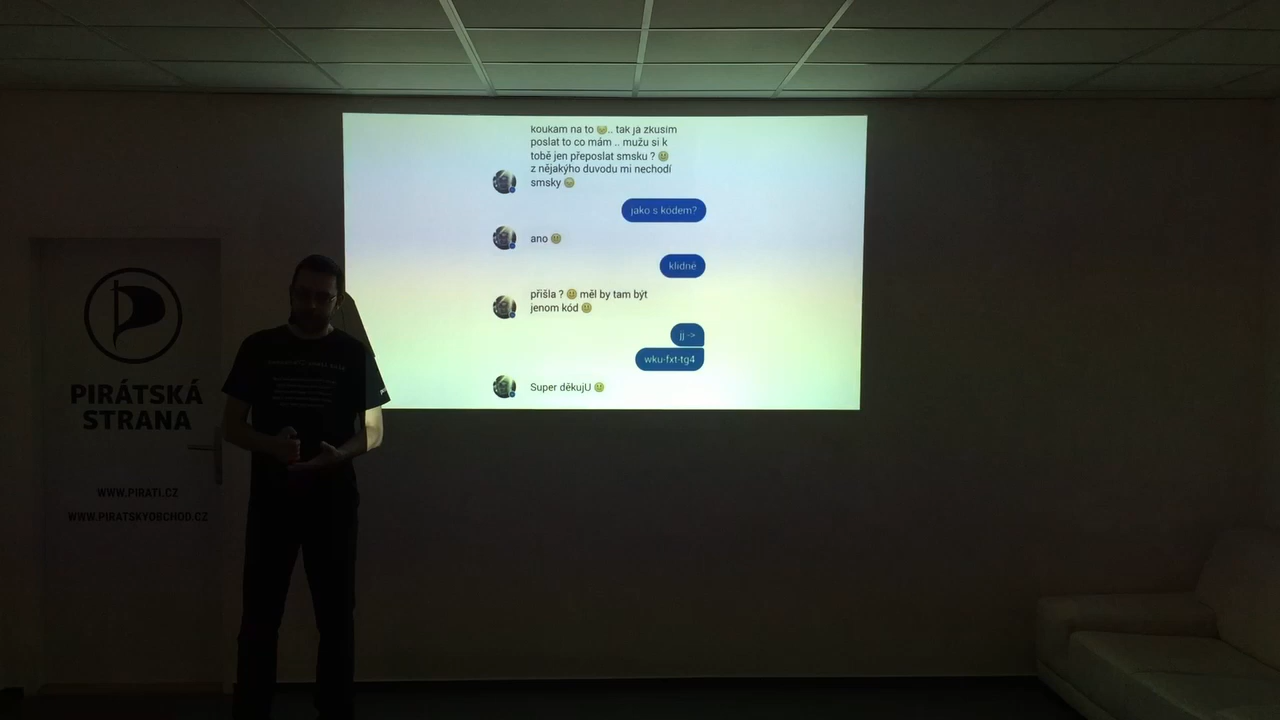 koukám na to 😀.. tak ja zkusím
poslat to co mám .. mužu si k
tobě jen přeposlat smsku ? 🙂
z nějakýho duvodu mi nechodí
smsky 🙂
jako s kodem?
ano 🙂
klidně
přišla ? 🙂 měl by tam být
jenom kód 🙂
jj ->
wku-fxt-tg4
Super děkujU 🙂
PIRÁTSKÁ
STRANA
WWW.PIRATI.CZ
WWW.PIRATSKYOBCHOD.CZ